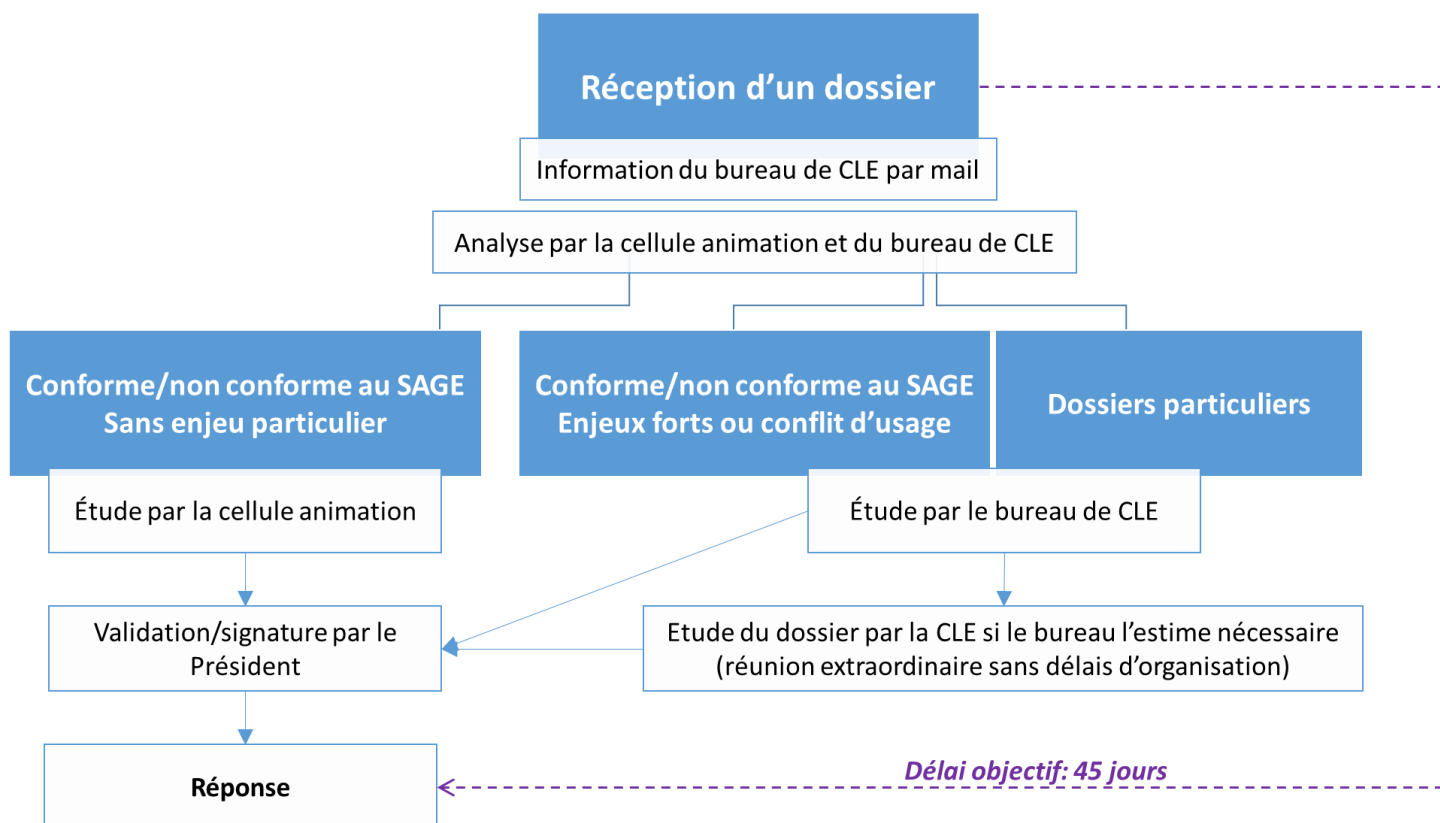 Réception d’un dossier
Information du bureau de CLE par mail
Analyse par la cellule animation et du bureau de CLE
Conforme/non conforme au SAGE
Sans enjeu particulier
Conforme/non conforme au SAGE
Enjeux forts ou conflit d’usage
Dossiers particuliers
Étude par la cellule animation
Étude par le bureau de CLE
Validation/signature par le
Président
Etude du dossier par la CLE si le bureau l’estime nécessaire
(réunion extraordinaire sans délais d’organisation)
Délai objectif: 45 jours
Réponse